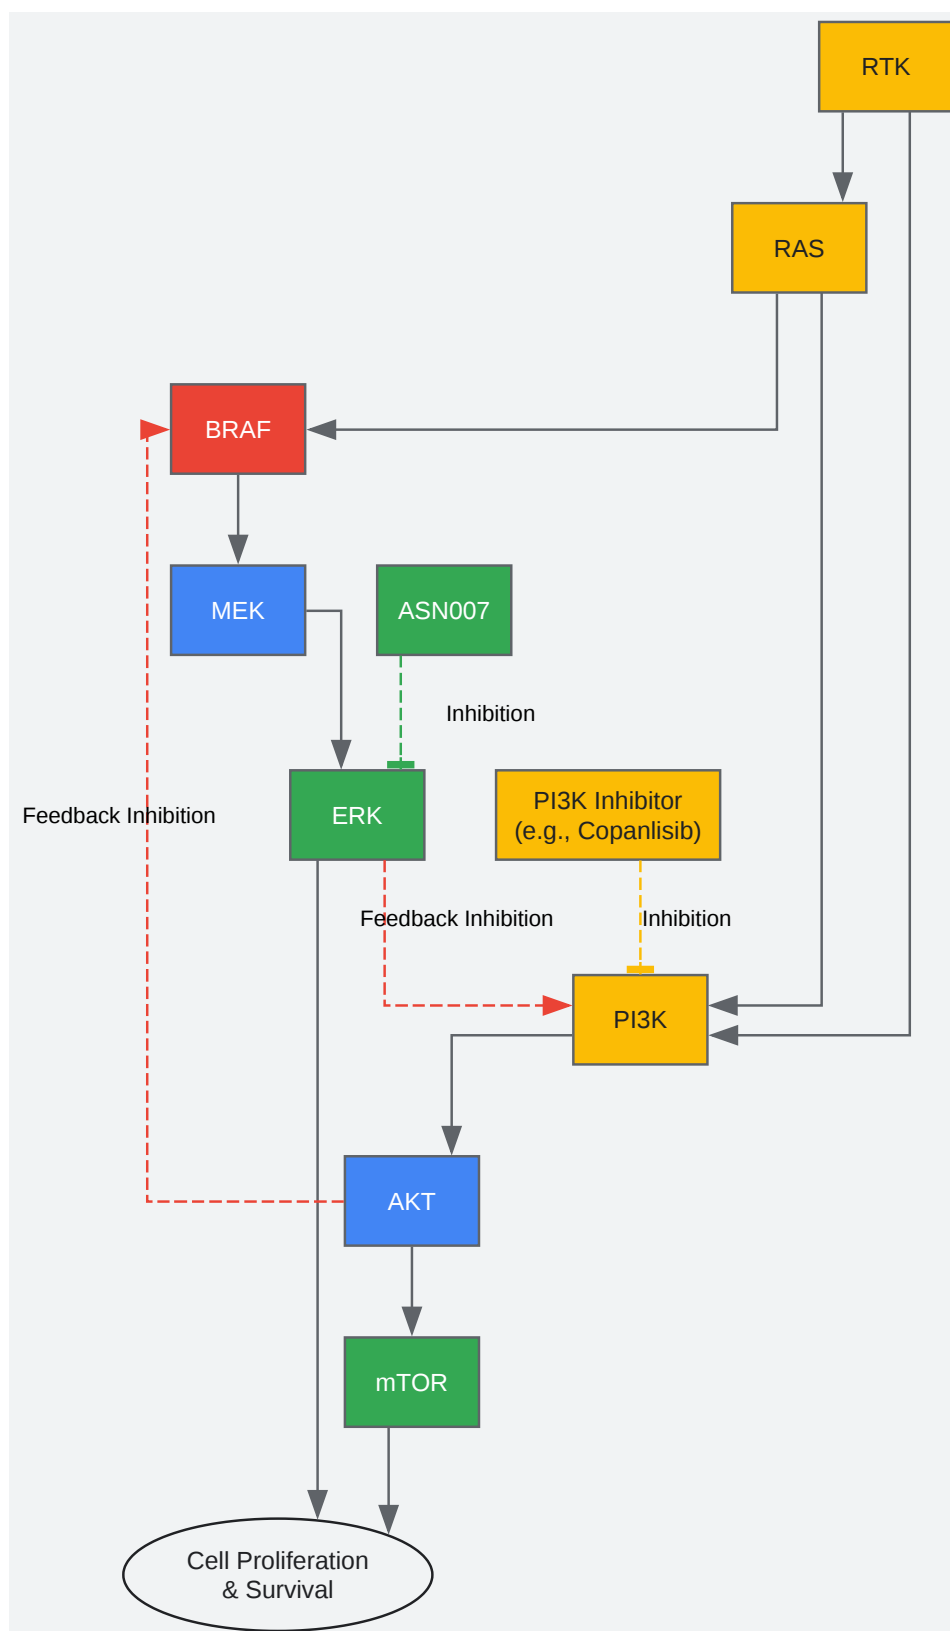 RTK
RAS
BRAF
MEK
ASN007
Inhibition
PI3K Inhibitor
(e.g., Copanlisib)
ERK
Feedback Inhibition
Feedback Inhibition
Inhibition
PI3K
AKT
mTOR
Cell Proliferation
& Survival